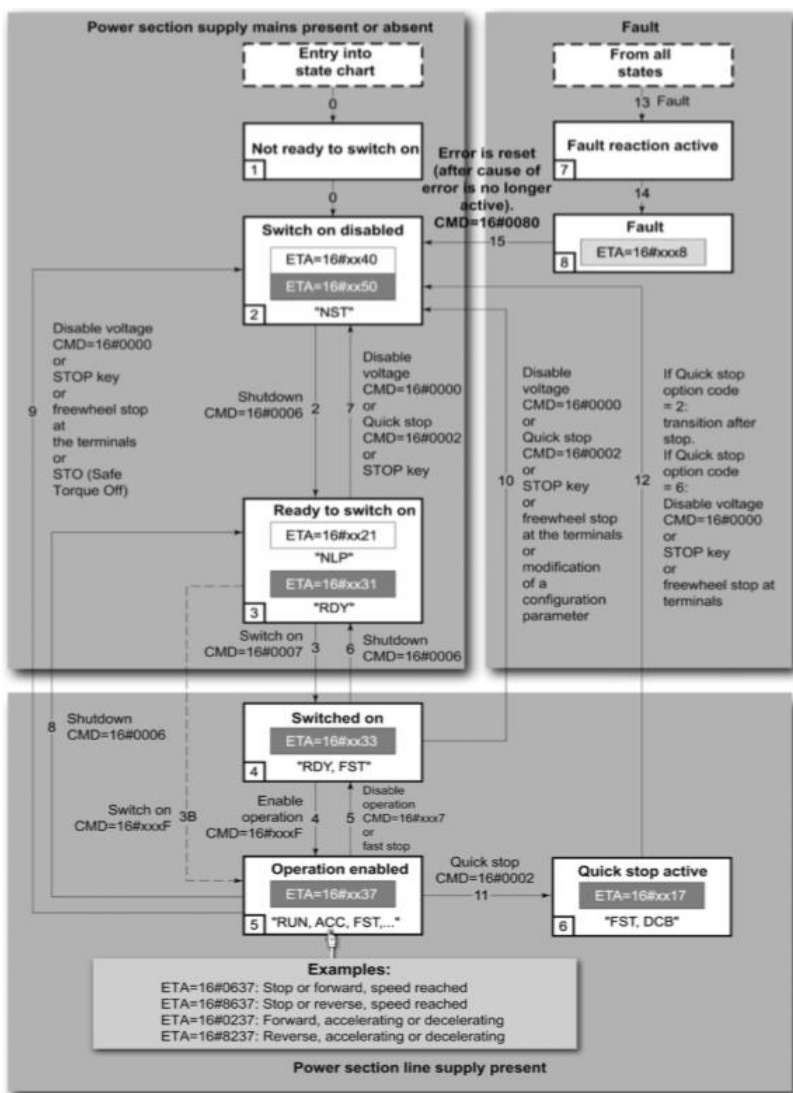 Power section supply mains present or absent
Entry into
state chart
0
Not ready to switch on
1
0
Switch on disabled
ETA=16#xx40
ETA=16#xx50
2
"NST"
Fault
From all
states
13 Fault
Fault reaction active
7
14
Fault
ETA=16#xxx8
8
Error is reset
(after cause of
error is no longer
active).
CMD=16#0080
15
9
Disable voltage
CMD=16#0000
or
STOP key
or
freewheel stop
at
the terminals
or
STO (Safe
Torque Off)
Shutdown
CMD=16#0006
2
7
Disable
voltage
CMD=16#0000
or
Quick stop
CMD=16#0002
or
STOP key
10
Disable
voltage
CMD=16#0000
or
Quick stop
CMD=16#0002
or
STOP key
or
freewheel stop
at the terminals
or
modification
of a
configuration
parameter
12
If Quick stop
option code
= 2:
transition after
stop.
If Quick stop
option code
= 6:
Disable voltage
CMD=16#0000
or
STOP key
or
freewheel stop at
terminals
Ready to switch on
ETA=16#xx21
"NLP"
ETA=16#xx31
3
"RDY"
Switch on
CMD=16#0007
3
6
Shutdown
CMD=16#0006
Switched on
ETA=16#xx33
4
"RDY, FST"
8
Shutdown
CMD=16#0006
Switch on
CMD=16#xxxF
3B
Enable
operation
CMD=16#xxxF
4
5
Disable
operation
CMD=16#xxx7
or
fast stop
Operation enabled
ETA=16#xx37
5
"RUN, ACC, FST,..."
Quick stop
CMD=16#0002
11
Quick stop active
ETA=16#xx17
6
"FST, DCB"
Examples:
ETA=16#0637: Stop or forward, speed reached
ETA=16#8637: Stop or reverse, speed reached
ETA=16#0237: Forward, accelerating or decelerating
ETA=16#8237: Reverse, accelerating or decelerating
Power section line supply present